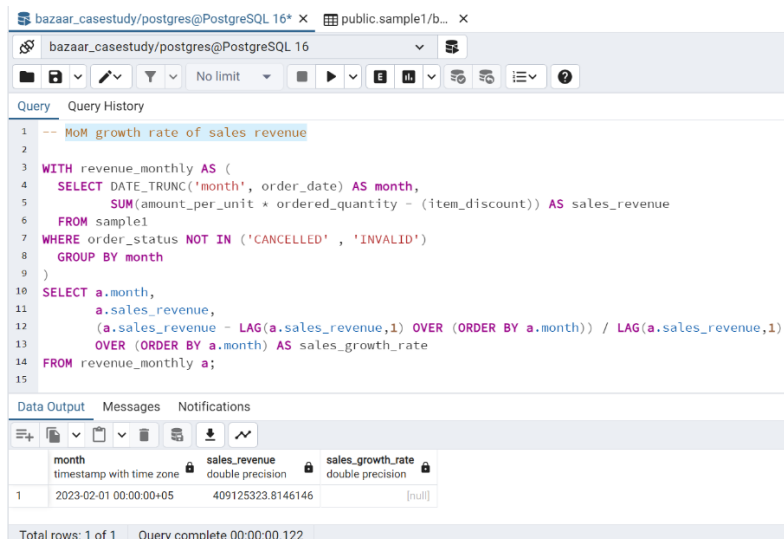 bazaar_casestudy/postgres@PostgreSQL 16* public.sample1/b...
bazaar_casestudy/postgres@PostgreSQL 16
No limit
Query Query History
1 -- MoM growth rate of sales revenue
2
3 WITH revenue_monthly AS (
4 SELECT DATE_TRUNC('month', order_date) AS month,
5 SUM(amount_per_unit * ordered_quantity - (item_discount)) AS sales_revenue
6 FROM sample1
7 WHERE order_status NOT IN ('CANCELLED' , 'INVALID')
8 GROUP BY month
9 )
10 SELECT a.month,
11 a.sales_revenue,
12 (a.sales_revenue - LAG(a.sales_revenue,1) OVER (ORDER BY a.month)) / LAG(a.sales_revenue,1)
13 OVER (ORDER BY a.month) AS sales_growth_rate
14 FROM revenue_monthly a;
15
Data Output Messages Notifications
month sales_revenue sales_growth_rate
timestamp with time zone double precision double precision
1 2023-02-01 00:00:00+05 409125323.8146146 [null]
Total rows: 1 of 1 Query complete 00:00:00.122